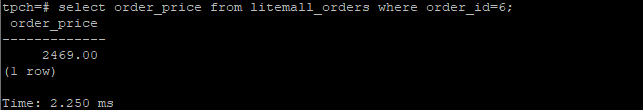 tpch=# select order_price from litemall_orders where order_id=6;
order_price
-------------
2469.00
(1 row)
Time: 2.250 ms